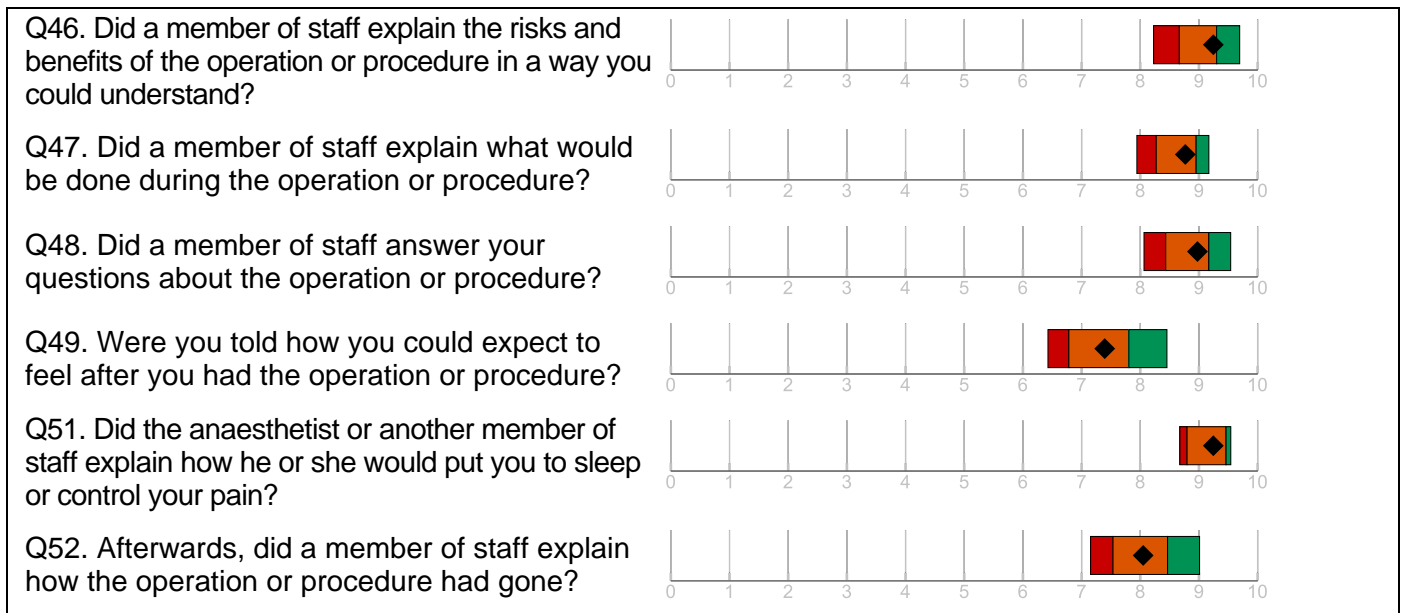 Q46. Did a member of staff explain the risks and
benefits of the operation or procedure in a way you
could understand?
0 1 2 3 4 5 6 7 8 9 10
Q47. Did a member of staff explain what would
be done during the operation or procedure?
0 1 2 3 4 5 6 7 8 9 10
Q48. Did a member of staff answer your
questions about the operation or procedure?
0 1 2 3 4 5 6 7 8 9 10
Q49. Were you told how you could expect to
feel after you had the operation or procedure?
0 1 2 3 4 5 6 7 8 9 10
Q51. Did the anaesthetist or another member of
staff explain how he or she would put you to sleep
or control your pain?
0 1 2 3 4 5 6 7 8 9 10
Q52. Afterwards, did a member of staff explain
how the operation or procedure had gone?
0 1 2 3 4 5 6 7 8 9 10